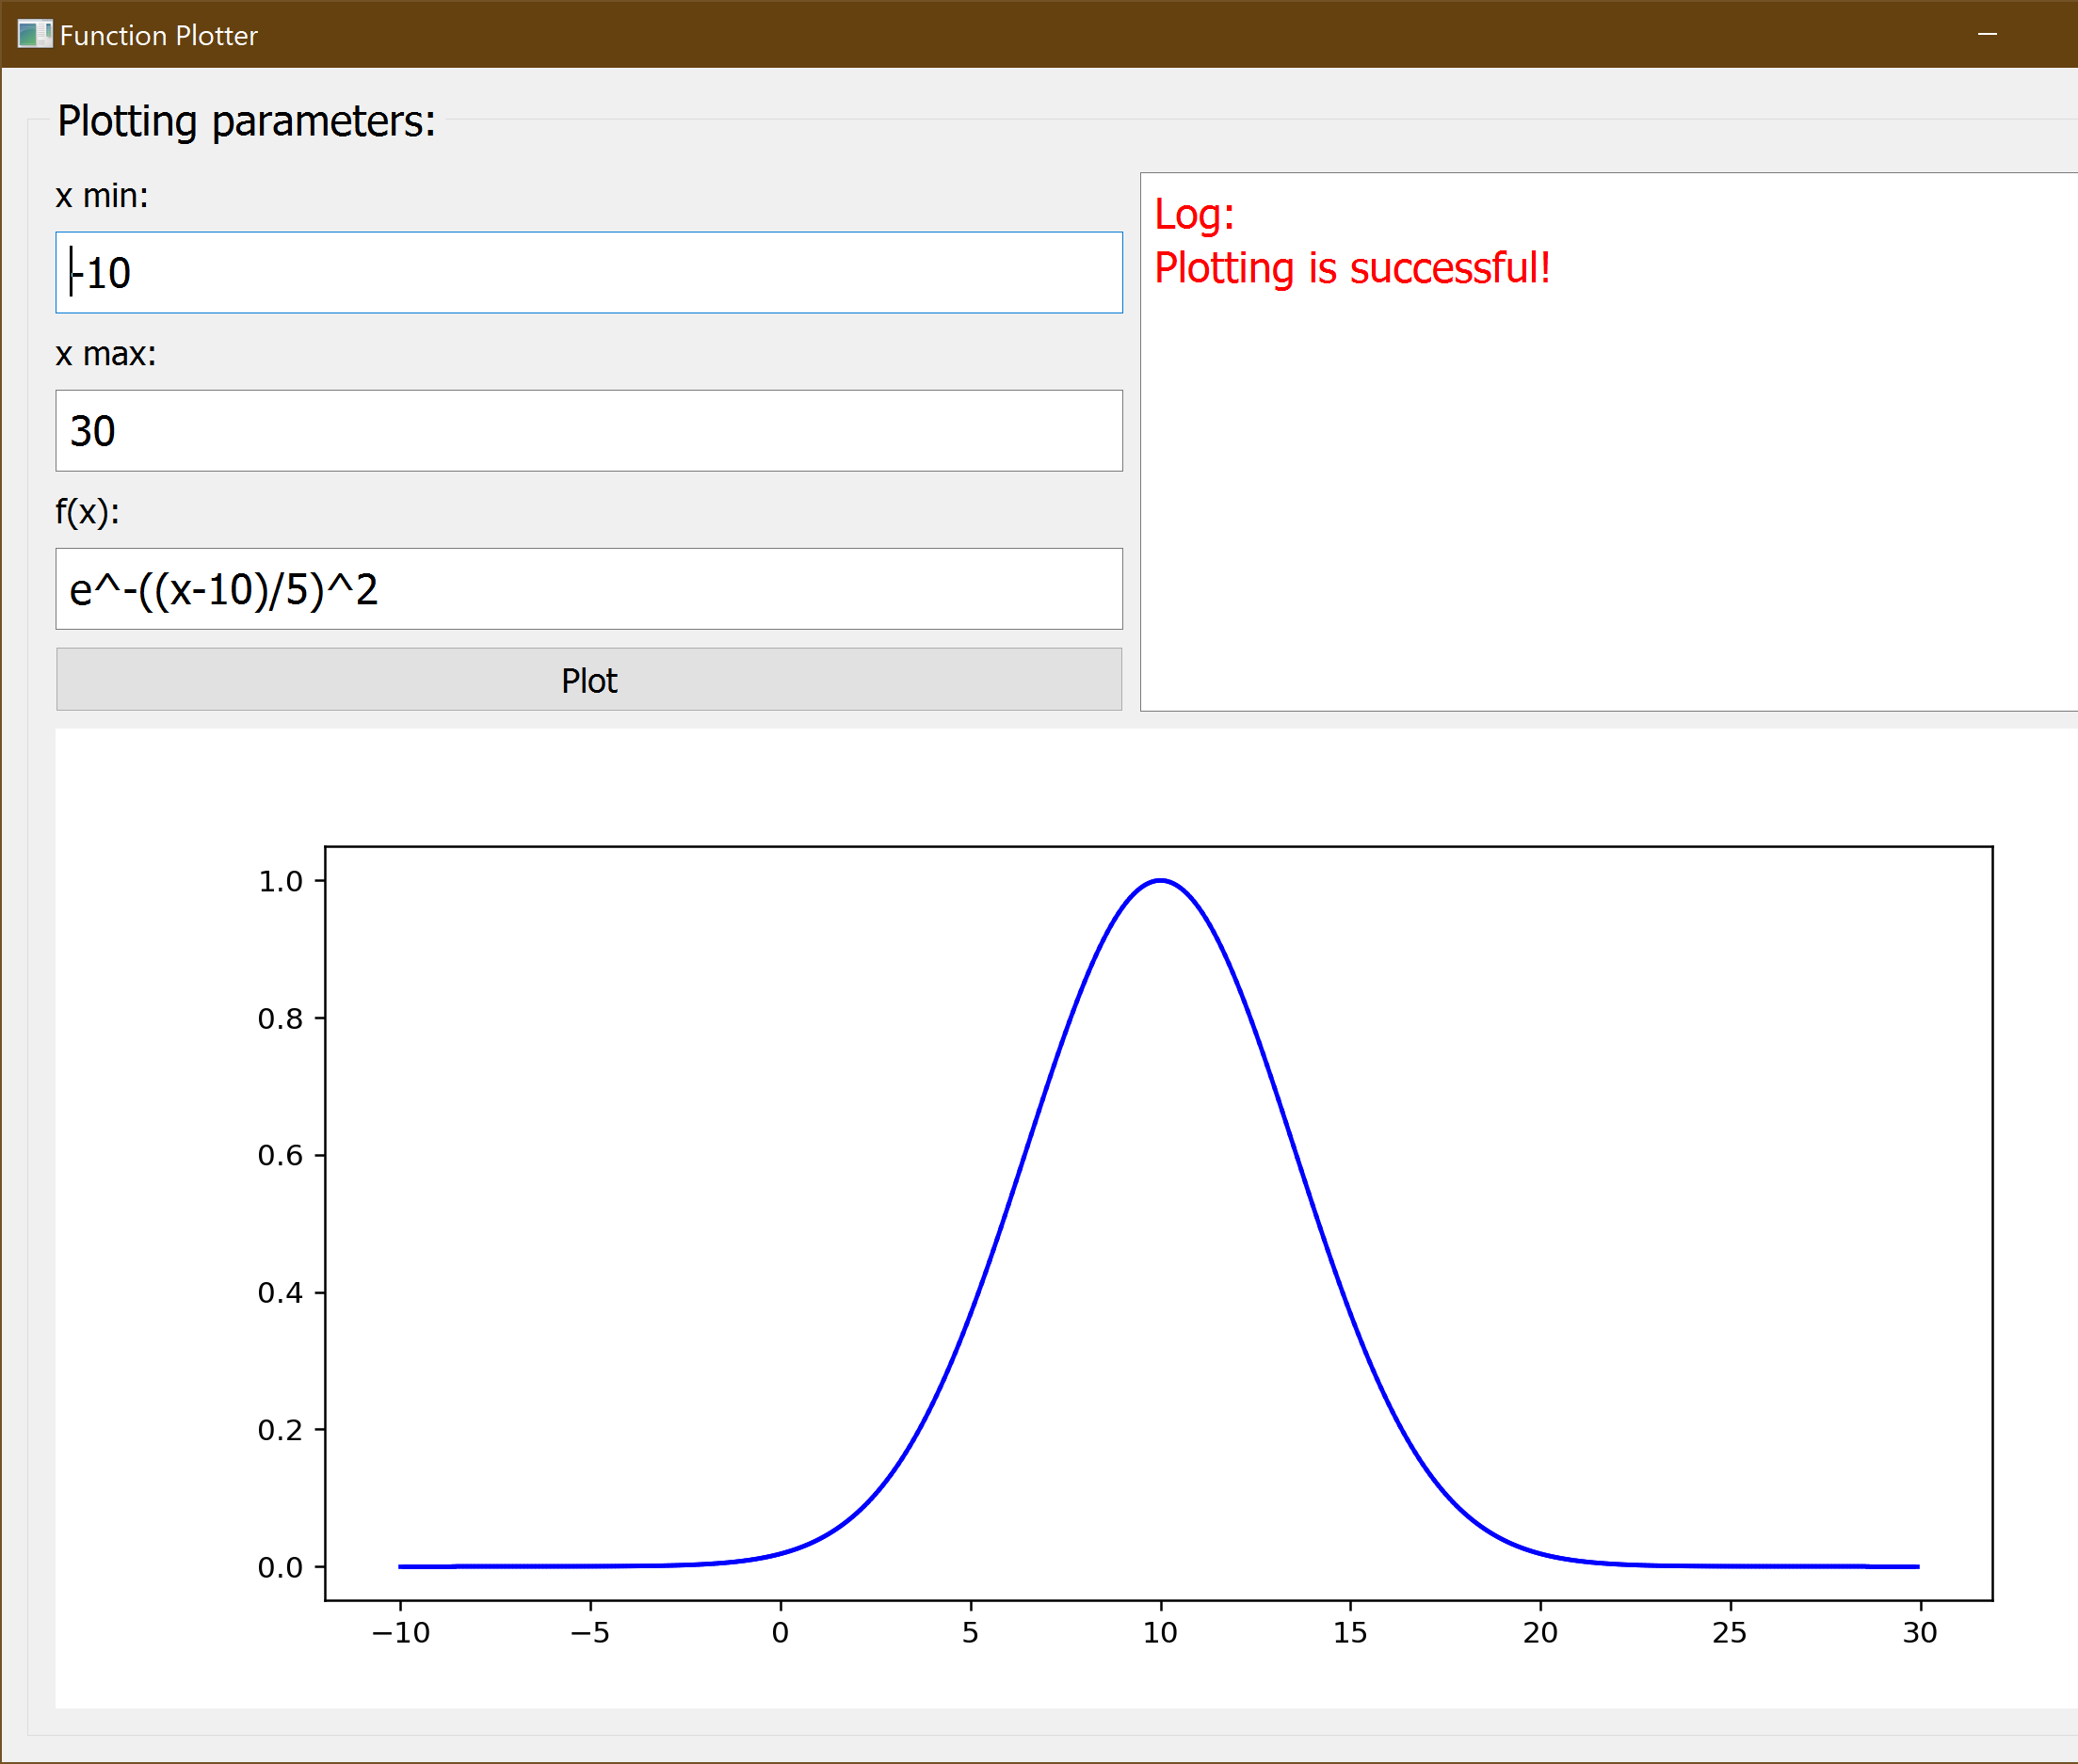 Function Plotter
Plotting parameters:
x min:
-10
x max:
30
f(x):
e^-((x-10)/5)^2
Plot
Log:
Plotting is successful!
1.0
0.8
0.6
0.4
0.2
0.0
−10 −5 0 5 10 15 20 25 30